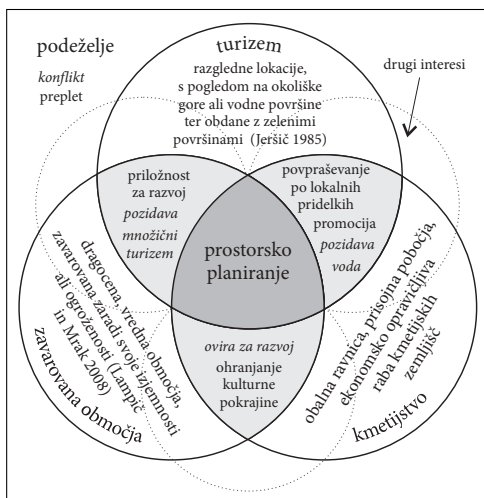 podeželje
konflikt
preplet
turizem
razgledne lokacije,
s pogledom na okoliške
gore ali vodne površine
ter obdane z zelenimi
površinami (Jeršič 1985)
drugi interesi
priložnost
za razvoj
pozidava
množični
turizem
povpraševanje
po lokalnih
pridelkih
promocija
pozidava
voda
prostorsko
planiranje
dragocena, vredna območja,
zavarovana zaradi svoje izjemnosti
ali ogroženosti (Lampič
in Mrak 2008)
zavarovana območja
ovira za razvoj
ohranjanje
kulturne
pokrajine
obalna ravnica, prisojna pobočja,
ekonomsko opravičljiva
raba kmetijskih
zemljišč
kmetijstvo